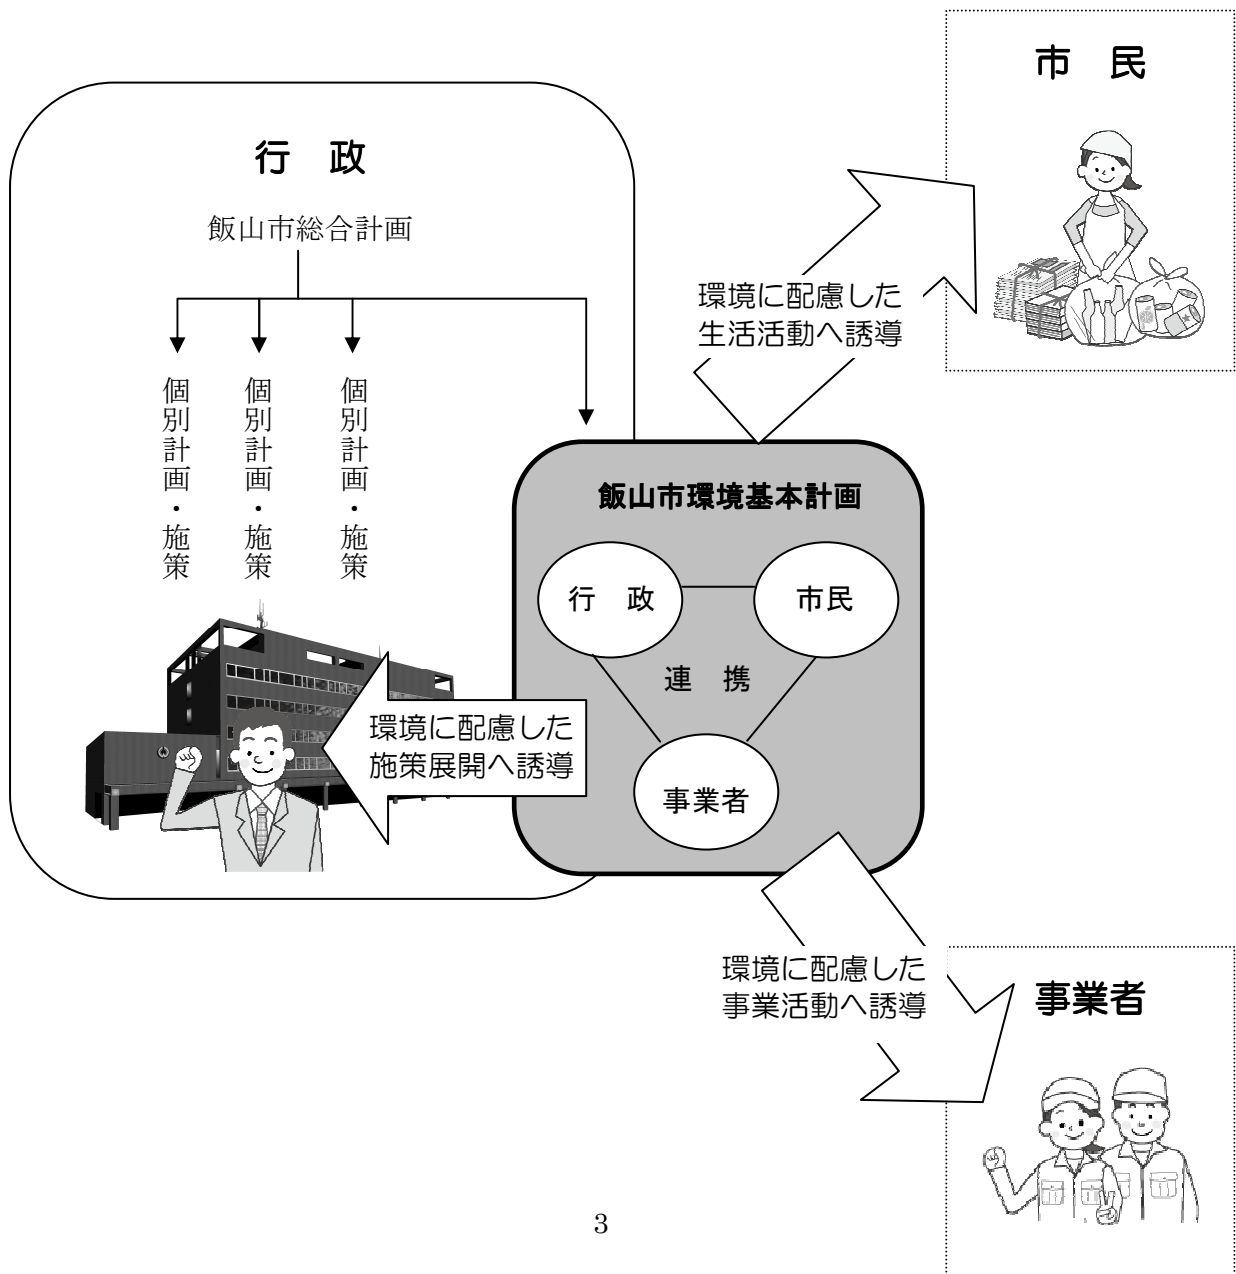 市　民
行　政
飯山市総合計画
環境に配慮した
生活活動へ誘導
個別計画・施策
個別計画・施策
個別計画・施策
飯山市環境基本計画
行　政
市民
連　携
環境に配慮した
施策展開へ誘導
事業者
環境に配慮した
事業活動へ誘導
事業者
3